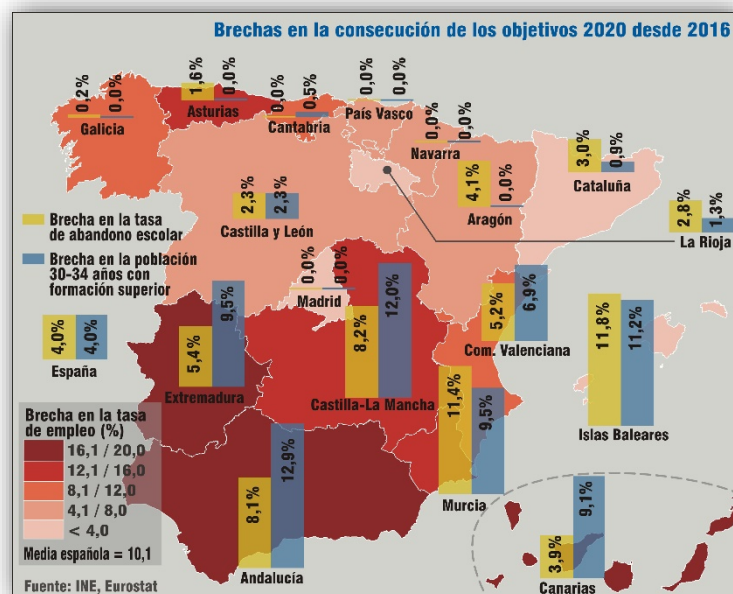 Brechas en la consecución de los objetivos 2020 desde 2016
0,2% 0,0%
Galicia
1,6% 0,0%
Asturias
0,0% 0,5%
Cantabria
0,0% 0,0%
País Vasco
0,0% 0,0%
Navarra
4,1% 0,0%
Aragón
3,0% 0,9%
Cataluña
2,8% 1,3%
La Rioja
2,3% 2,3%
Castilla y León
Brecha en la tasa
de abandono escolar
Brecha en la población
30-34 años con
formación superior
4,0% 4,0%
España
0,0% 0,0%
Madrid
5,4% 9,5%
Extremadura
8,2% 12,0%
Castilla-La Mancha
5,2% 6,9%
Com. Valenciana
11,8% 11,2%
Islas Baleares
11,4% 9,5%
Murcia
8,1% 12,9%
Andalucía
3,9% 9,1%
Canarias
Brecha en la tasa
de empleo (%)
16,1 / 20,0
12,1 / 16,0
8,1 / 12,0
4,1 / 8,0
< 4,0
Media española = 10,1
Fuente: INE, Eurostat